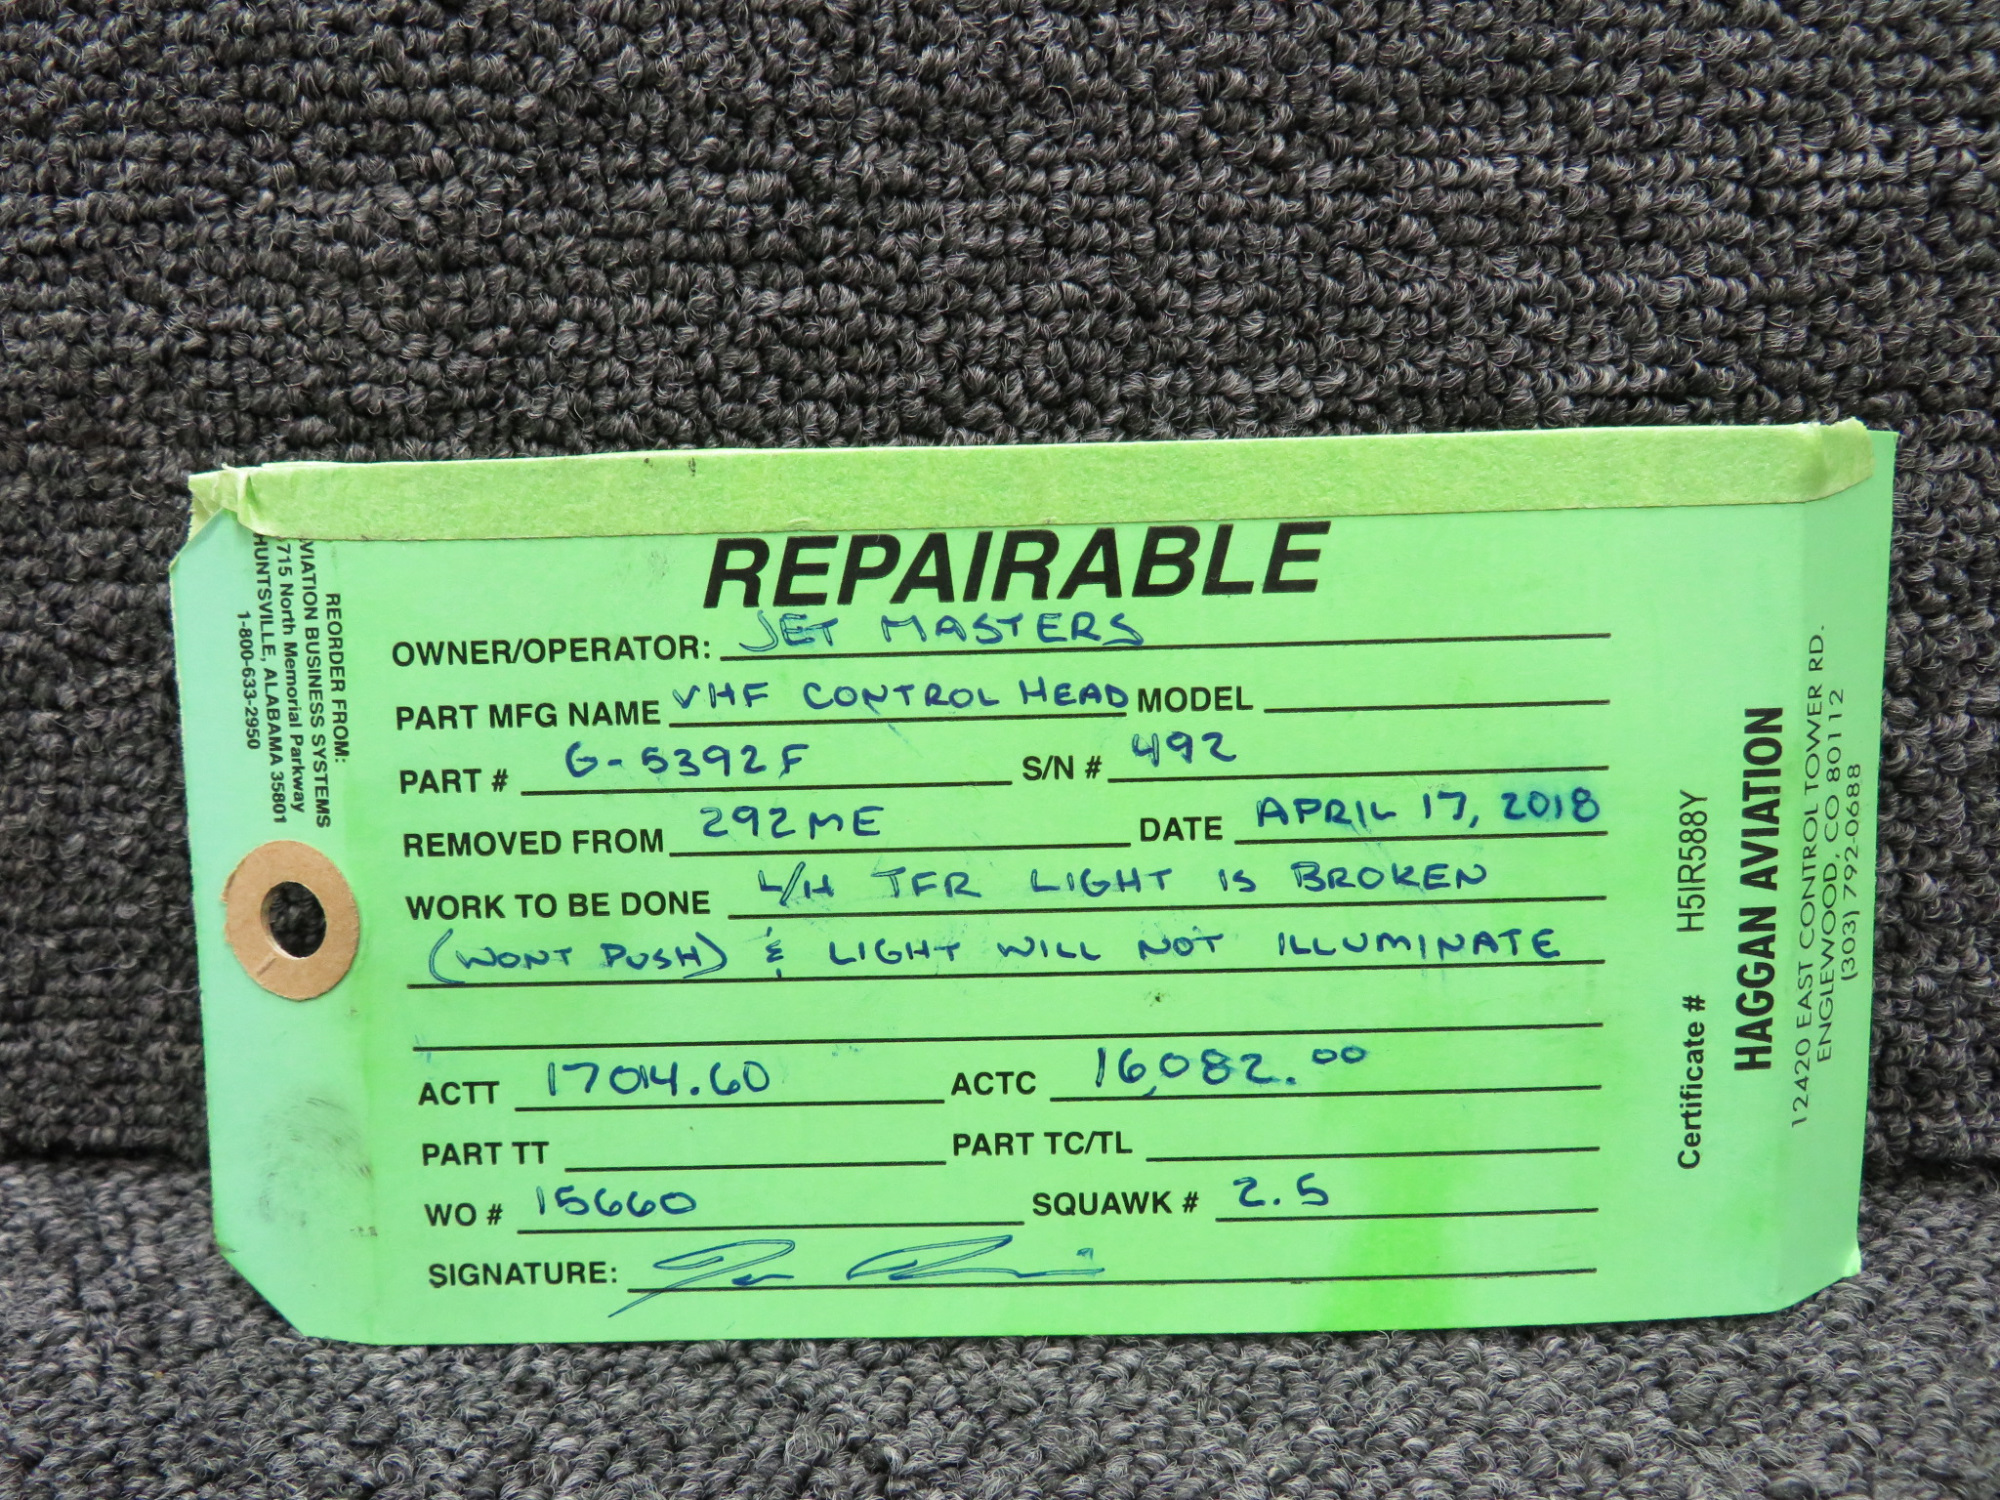 REPAIRABLE
OWNER/OPERATOR: JET MASTERS
PART MFG NAME VHF CONTROL HEAD MODEL
PART # G-5392F S/N # 492
REMOVED FROM 292ME DATE APRIL 17, 2018
WORK TO BE DONE L/H TFR LIGHT IS BROKEN
(WONT PUSH) & LIGHT WILL NOT ILLUMINATE
ACTT 17014.60 ACTC 16,082.00
PART TT PART TC/TL
WO # 15660 SQUAWK # 2.5
SIGNATURE:
REORDER FROM:
VIATION BUSINESS SYSTEMS
715 North Memorial Parkway
HUNTSVILLE, ALABAMA 35801
1-800-633-2950
Certificate # H5IR588Y
HAGGAN AVIATION
12420 EAST CONTROL TOWER RD.
ENGLEWOOD, CO 80112
(303) 792-0688